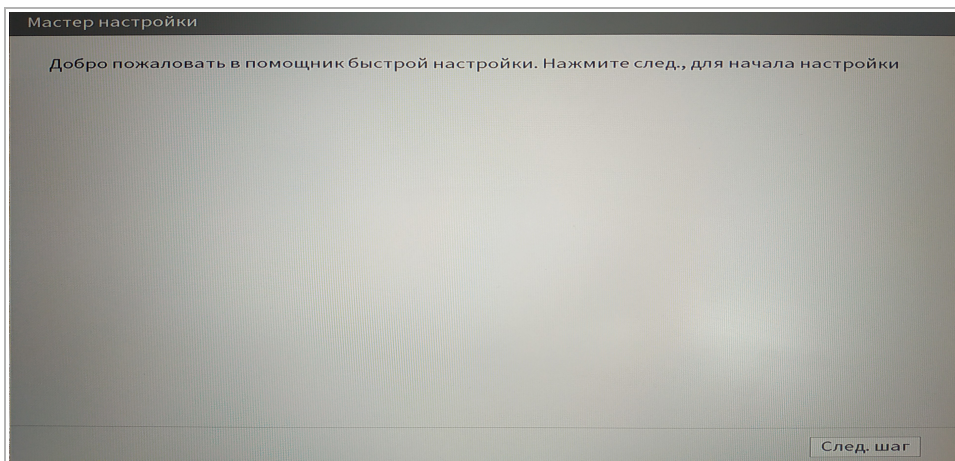 Мастер настройки
Добро пожаловать в помощник быстрой настройки. Нажмите след., для начала настройки
След. шаг